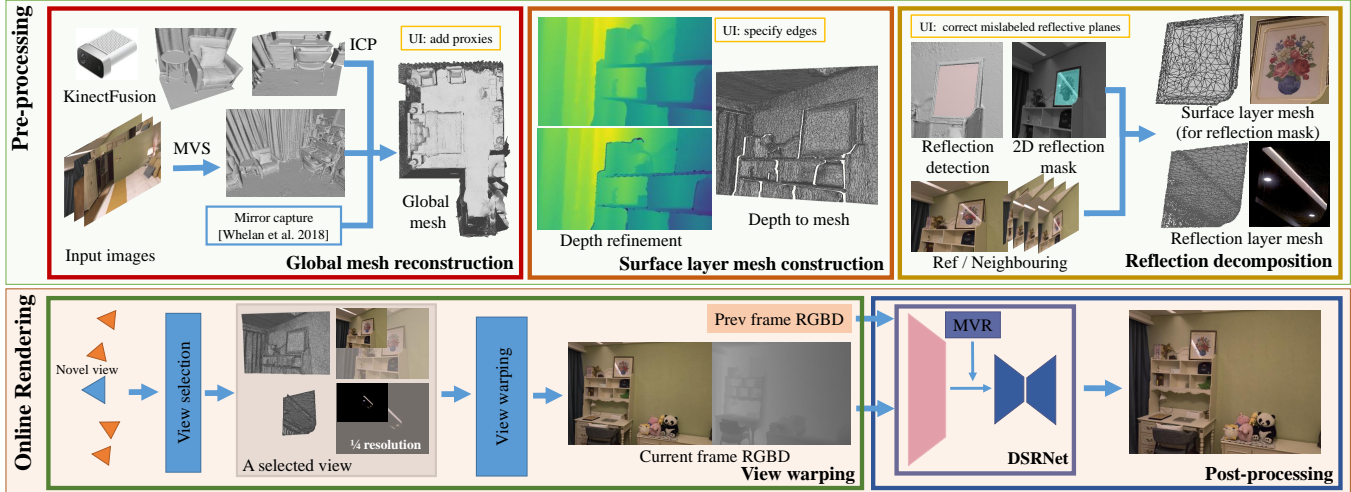 Pre-processing
KinectFusion
ICP
UI: add proxies
MVS
Mirror capture
[Whelan et al. 2018]
Global
mesh
Input images
Global mesh reconstruction
UI: specify edges
Depth refinement
Depth to mesh
Surface layer mesh construction
UI: correct mislabeled reflective planes
Reflection
detection
2D reflection
mask
Surface layer mesh
(for reflection mask)
Ref / Neighbouring
Reflection layer mesh
Reflection decomposition
Online Rendering
Novel view
View selection
¼ resolution
A selected view
View warping
Prev frame RGBD
Current frame RGBD
View warping
MVR
DSRNet
Post-processing